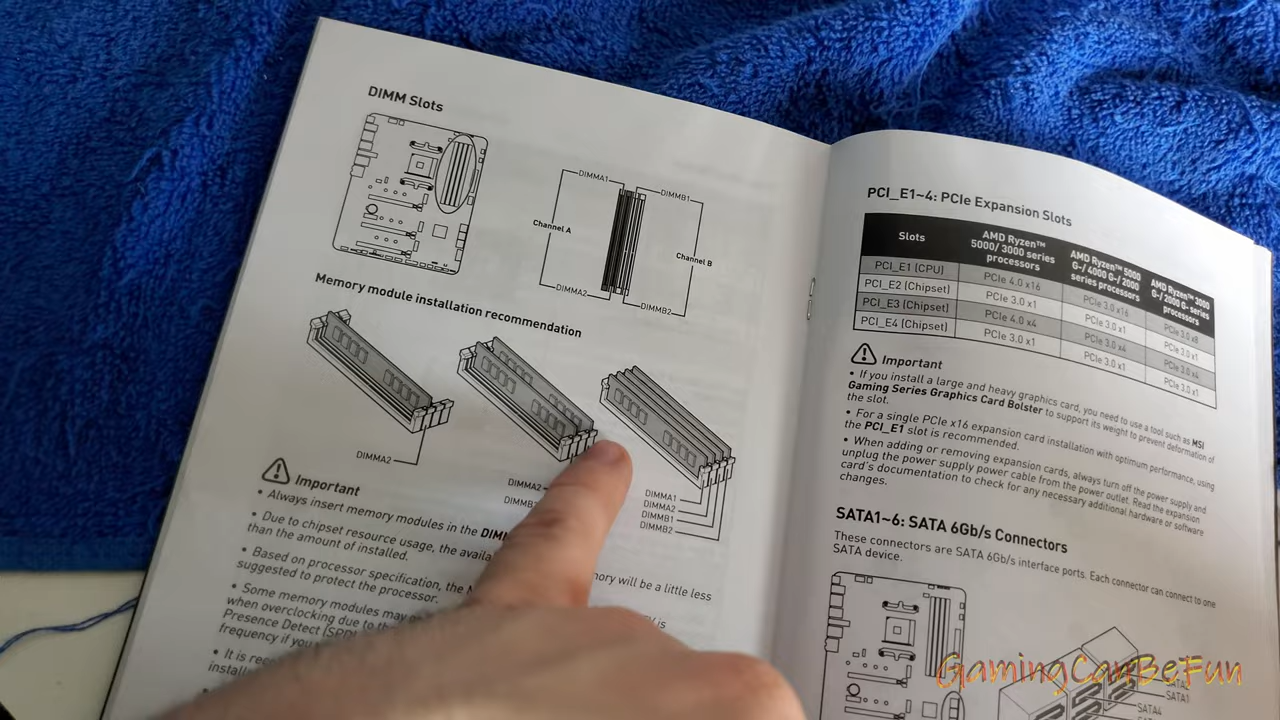 DIMM Slots
DIMMA1
DIMMB1
Channel A
Channel B
DIMMA2
DIMMB2
Memory module installation recommendation
DIMMA2
DIMMA2
DIMMA1
DIMMA2
DIMMB1
DIMMB2
Important
• Always insert memory modules in the
• Due to chipset resource usage, the
memory will be a little less
than the amount of installed.
• Based on processor specification, the
is
suggested to protect the processor.
• Some memory modules may
when overclocking due to
Presence Detect (SPD)
frequency if
• It is
PCI_E1~4: PCIe Expansion Slots
Slots
AMD Ryzen™
5000/ 3000 series
processors
AMD Ryzen™ 5000
G-/ 4000 G-/ 2000
series processors
AMD Ryzen™ 3000
G-/ 2000 G- series
processors
PCI_E1 (CPU) PCIe 4.0 x16 PCIe 3.0 x16 PCIe 3.0 x8
PCI_E2 (Chipset) PCIe 3.0 x1 PCIe 3.0 x1 PCIe 3.0 x1
PCI_E3 (Chipset) PCIe 4.0 x4 PCIe 3.0 x4 PCIe 3.0 x4
PCI_E4 (Chipset) PCIe 3.0 x1 PCIe 3.0 x1 PCIe 3.0 x1
Important
• If you install a large and heavy graphics card, you need to use a tool such as MSI
Gaming Series Graphics Card Bolster to support its weight to prevent deformation of
the slot.
• For a single PCIe x16 expansion card installation with optimum performance, using
the PCI_E1 slot is recommended.
• When adding or removing expansion cards, always turn off the power supply and
unplug the power supply power cable from the power outlet. Read the expansion
card's documentation to check for any necessary additional hardware or software
changes.
SATA1~6: SATA 6Gb/s Connectors
These connectors are SATA 6Gb/s interface ports. Each connector can connect to one
SATA device.
SATA2
SATA1
SATA4
GamingCanBeFun